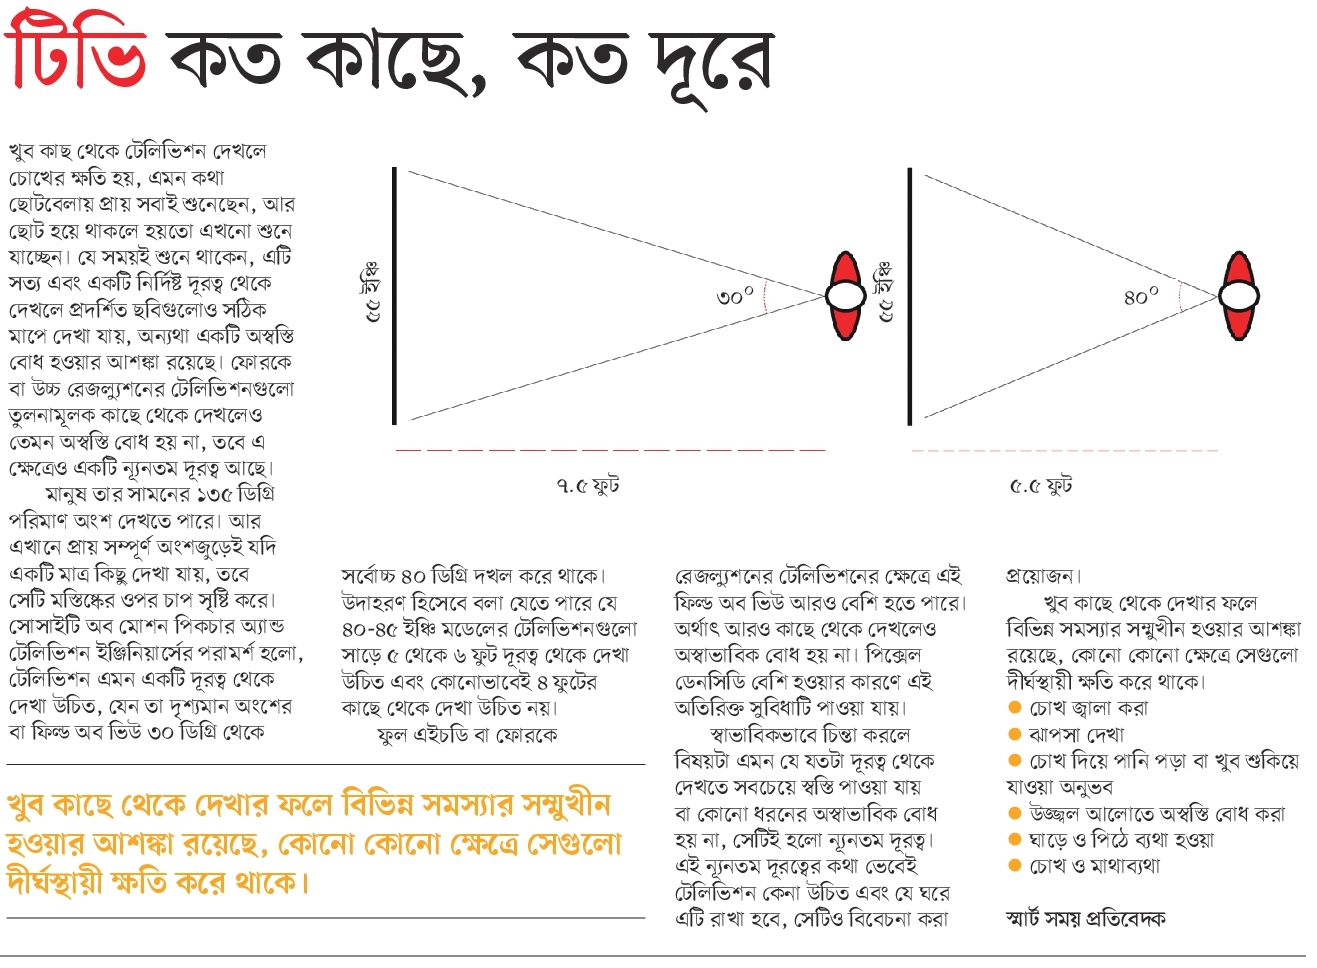 টিভি কত কাছে, কত দূরে
খুব কাছ থেকে টেলিভিশন দেখলে
চোখের ক্ষতি হয়, এমন কথা
ছোটবেলায় প্রায় সবাই শুনেছেন, আর
ছোট হয়ে থাকলে হয়তো এখনো শুনে
যাচ্ছেন। যে সময়ই শুনে থাকেন, এটি
সত্য এবং একটি নির্দিষ্ট দূরত্ব থেকে
দেখলে প্রদর্শিত ছবিগুলোও সঠিক
মাপে দেখা যায়, অন্যথা একটি অস্বস্তি
বোধ হওয়ার আশঙ্কা রয়েছে। ফোরকে
বা উচ্চ রেজল্যুশনের টেলিভিশনগুলো
তুলনামূলক কাছে থেকে দেখলেও
তেমন অস্বস্তি বোধ হয় না, তবে এ
ক্ষেত্রেও একটি ন্যূনতম দূরত্ব আছে।
মানুষ তার সামনের ১৩৫ ডিগ্রি
পরিমাণ অংশ দেখতে পারে। আর
এখানে প্রায় সম্পূর্ণ অংশজুড়েই যদি
একটি মাত্র কিছু দেখা যায়, তবে
সেটি মস্তিষ্কের ওপর চাপ সৃষ্টি করে।
সোসাইটি অব মোশন পিকচার অ্যান্ড
টেলিভিশন ইঞ্জিনিয়ার্সের পরামর্শ হলো,
টেলিভিশন এমন একটি দূরত্ব থেকে
দেখা উচিত, যেন তা দৃশ্যমান অংশের
বা ফিল্ড অব ভিউ ৩০ ডিগ্রি থেকে
৫৫ ইঞ্চি
৩০°
৭.৫ ফুট
৫৫ ইঞ্চি
৪০°
৫.৫ ফুট
সর্বোচ্চ ৪০ ডিগ্রি দখল করে থাকে।
উদাহরণ হিসেবে বলা যেতে পারে যে
৪০-৪৫ ইঞ্চি মডেলের টেলিভিশনগুলো
সাড়ে ৫ থেকে ৬ ফুট দূরত্ব থেকে দেখা
উচিত এবং কোনোভাবেই ৪ ফুটের
কাছে থেকে দেখা উচিত নয়।
ফুল এইচডি বা ফোরকে
রেজল্যুশনের টেলিভিশনের ক্ষেত্রে এই
ফিল্ড অব ভিউ আরও বেশি হতে পারে।
অর্থাৎ আরও কাছে থেকে দেখলেও
অস্বাভাবিক বোধ হয় না। পিক্সেল
ডেনসিডি বেশি হওয়ার কারণে এই
অতিরিক্ত সুবিধাটি পাওয়া যায়।
স্বাভাবিকভাবে চিন্তা করলে
বিষয়টা এমন যে যতটা দূরত্ব থেকে
দেখতে সবচেয়ে স্বস্তি পাওয়া যায়
বা কোনো ধরনের অস্বাভাবিক বোধ
হয় না, সেটিই হলো ন্যূনতম দূরত্ব।
এই ন্যূনতম দূরত্বের কথা ভেবেই
টেলিভিশন কেনা উচিত এবং যে ঘরে
এটি রাখা হবে, সেটিও বিবেচনা করা
প্রয়োজন।
খুব কাছে থেকে দেখার ফলে
বিভিন্ন সমস্যার সম্মুখীন হওয়ার আশঙ্কা
রয়েছে, কোনো কোনো ক্ষেত্রে সেগুলো
দীর্ঘস্থায়ী ক্ষতি করে থাকে।
● চোখ জ্বালা করা
● ঝাপসা দেখা
● চোখ দিয়ে পানি পড়া বা খুব শুকিয়ে
যাওয়া অনুভব
● উজ্জ্বল আলোতে অস্বস্তি বোধ করা
● ঘাড়ে ও পিঠে ব্যথা হওয়া
● চোখ ও মাথাব্যথা
স্মার্ট সময় প্রতিবেদক
খুব কাছে থেকে দেখার ফলে বিভিন্ন সমস্যার সম্মুখীন
হওয়ার আশঙ্কা রয়েছে, কোনো কোনো ক্ষেত্রে সেগুলো
দীর্ঘস্থায়ী ক্ষতি করে থাকে।